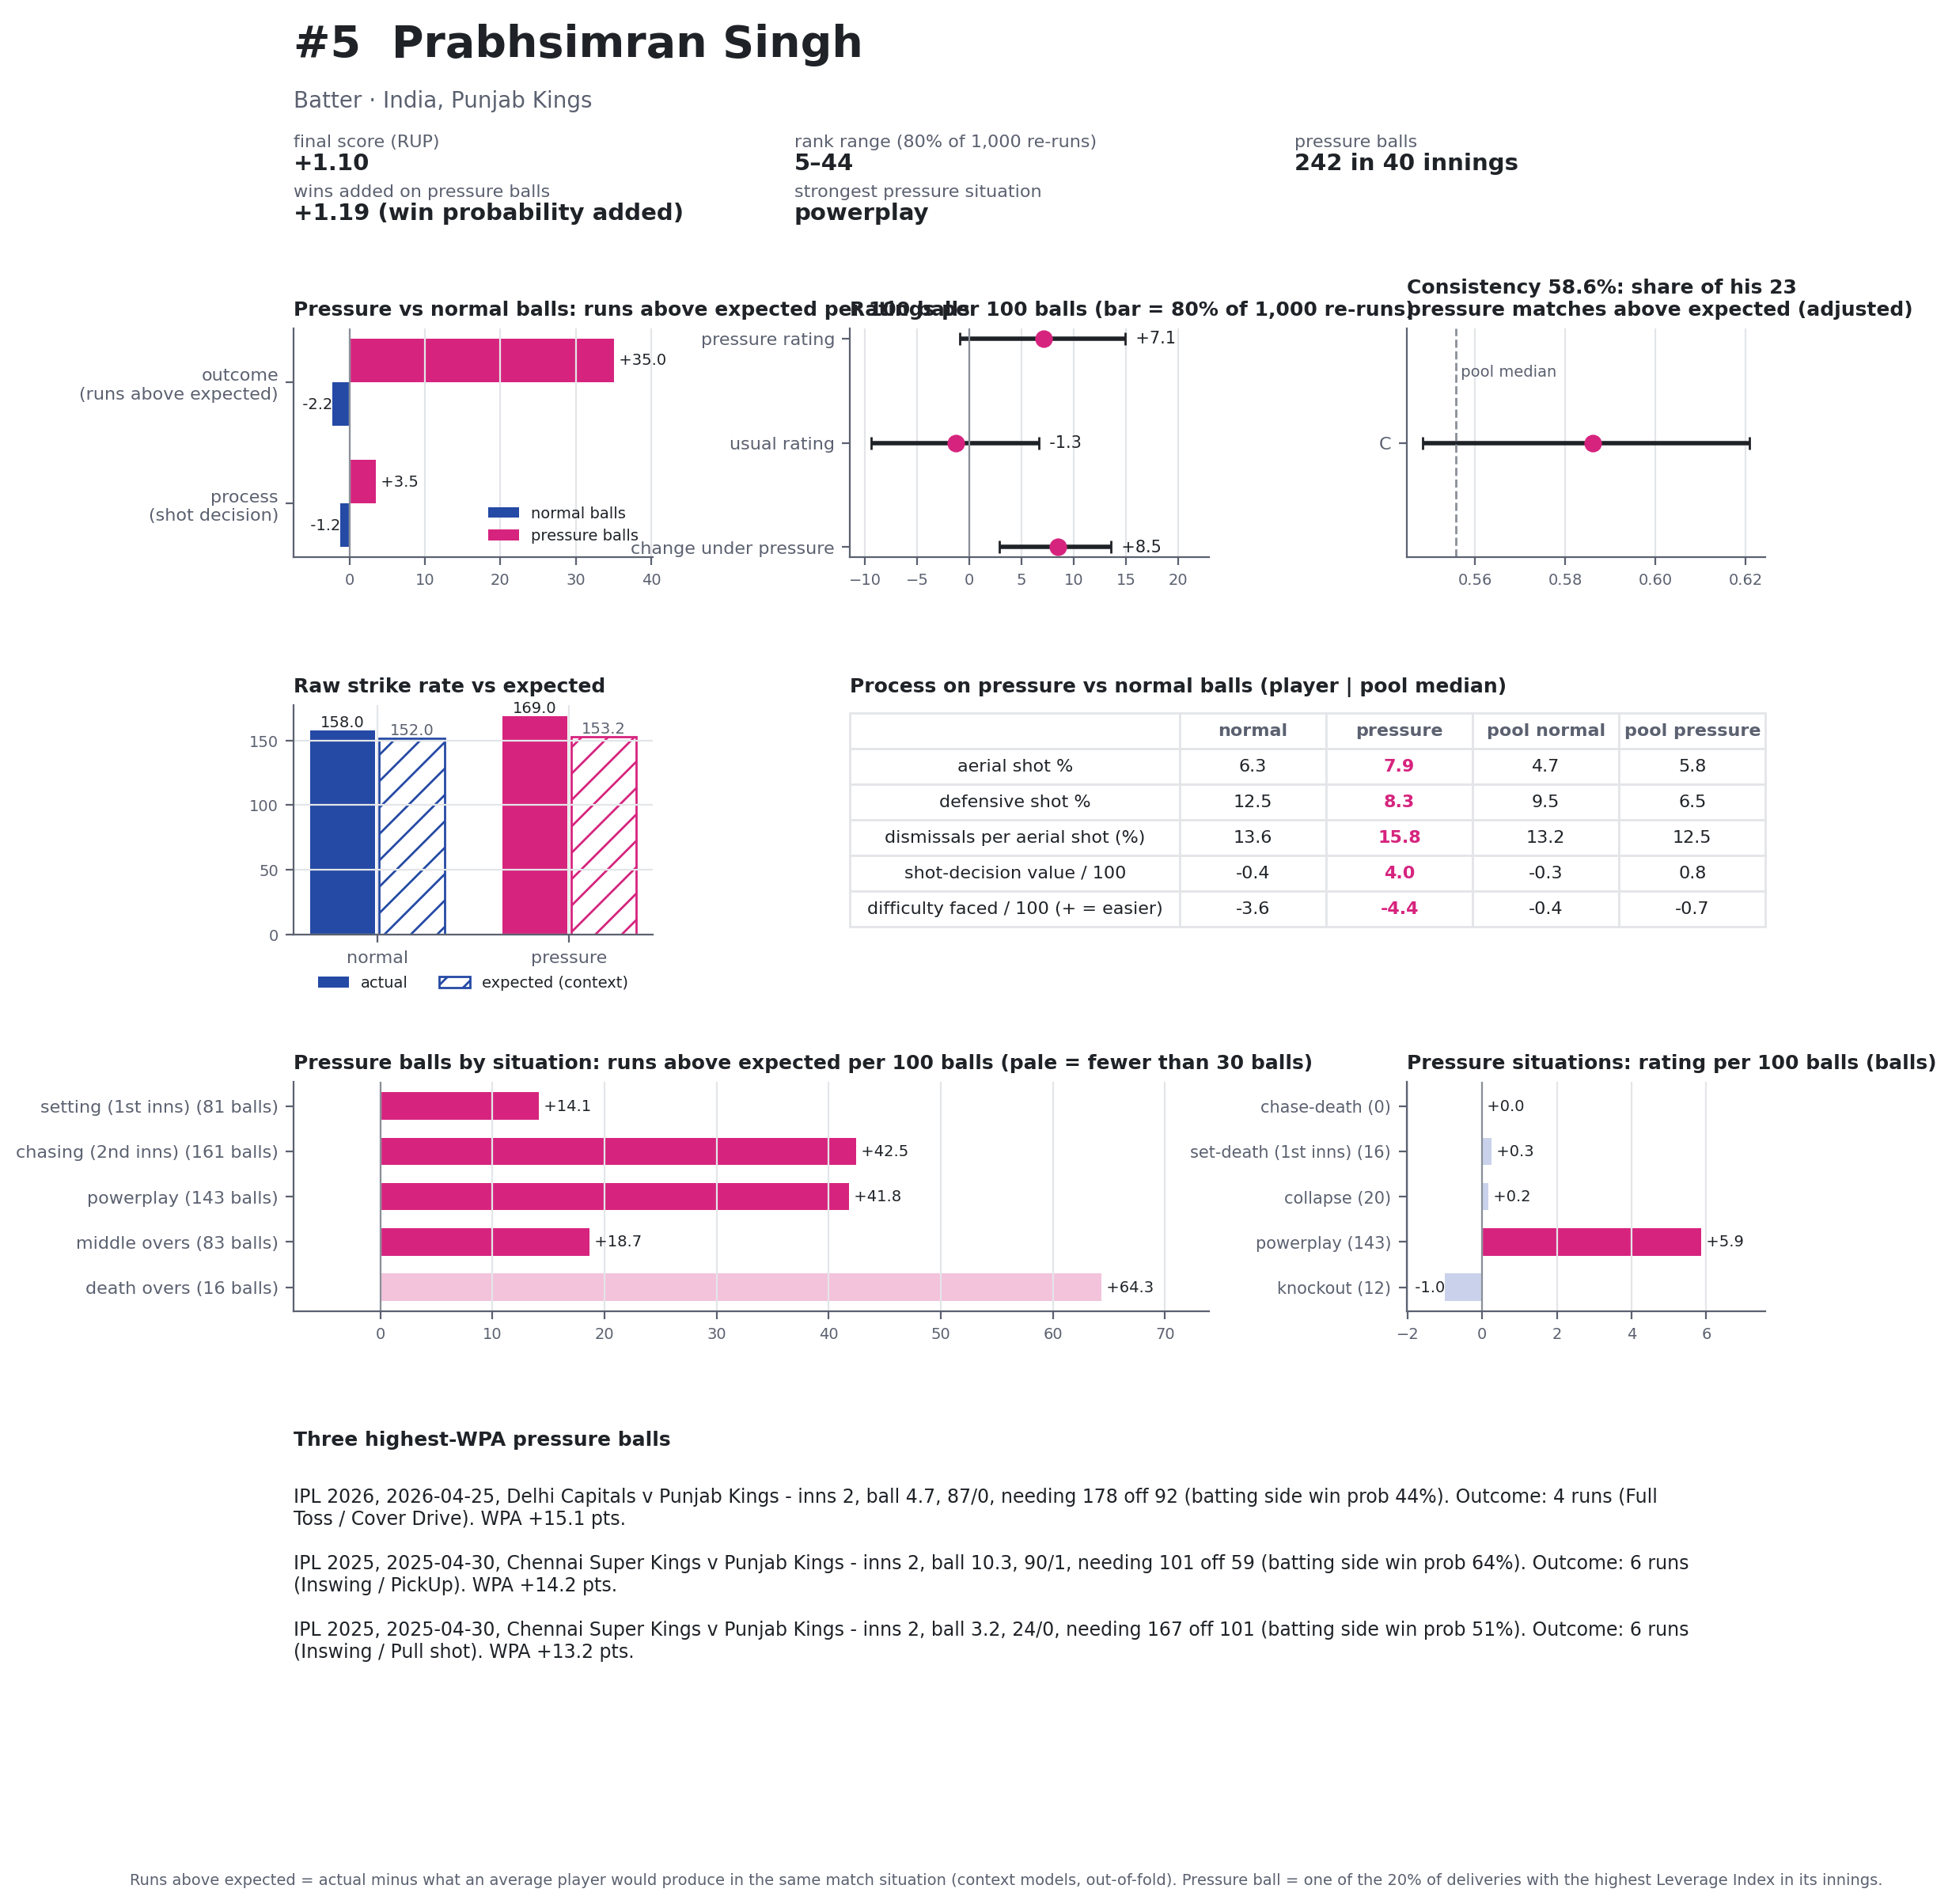 #5  Prabhsimran Singh
Batter · India, Punjab Kings
final score (RUP)
+1.10
rank range (80% of 1,000 re-runs)
5–44
pressure balls
242 in 40 innings
wins added on pressure balls
+1.19 (win probability added)
strongest pressure situation
powerplay
Pressure vs normal balls: runs above expected per 100 balls
outcome
(runs above expected)
+35.0
-2.2
process
(shot decision)
+3.5
-1.2
normal balls
pressure balls
0 10 20 30 40
Ratings per 100 balls (bar = 80% of 1,000 re-runs)
pressure rating
+7.1
usual rating
-1.3
change under pressure
+8.5
−10 −5 0 5 10 15 20
Consistency 58.6%: share of his 23
pressure matches above expected (adjusted)
pool median
C
0.56 0.58 0.60 0.62
Raw strike rate vs expected
158.0 152.0 169.0 153.2
150
100
50
0
normal pressure
actual expected (context)
Process on pressure vs normal balls (player | pool median)
normal pressure pool normal pool pressure
aerial shot % 6.3 7.9 4.7 5.8
defensive shot % 12.5 8.3 9.5 6.5
dismissals per aerial shot (%) 13.6 15.8 13.2 12.5
shot-decision value / 100 -0.4 4.0 -0.3 0.8
difficulty faced / 100 (+ = easier) -3.6 -4.4 -0.4 -0.7
Pressure balls by situation: runs above expected per 100 balls (pale = fewer than 30 balls)
setting (1st inns) (81 balls) +14.1
chasing (2nd inns) (161 balls) +42.5
powerplay (143 balls) +41.8
middle overs (83 balls) +18.7
death overs (16 balls) +64.3
0 10 20 30 40 50 60 70
Pressure situations: rating per 100 balls (balls)
chase-death (0) +0.0
set-death (1st inns) (16) +0.3
collapse (20) +0.2
powerplay (143) +5.9
knockout (12) -1.0
−2 0 2 4 6
Three highest-WPA pressure balls
IPL 2026, 2026-04-25, Delhi Capitals v Punjab Kings - inns 2, ball 4.7, 87/0, needing 178 off 92 (batting side win prob 44%). Outcome: 4 runs (Full
Toss / Cover Drive). WPA +15.1 pts.
IPL 2025, 2025-04-30, Chennai Super Kings v Punjab Kings - inns 2, ball 10.3, 90/1, needing 101 off 59 (batting side win prob 64%). Outcome: 6 runs
(Inswing / PickUp). WPA +14.2 pts.
IPL 2025, 2025-04-30, Chennai Super Kings v Punjab Kings - inns 2, ball 3.2, 24/0, needing 167 off 101 (batting side win prob 51%). Outcome: 6 runs
(Inswing / Pull shot). WPA +13.2 pts.
Runs above expected = actual minus what an average player would produce in the same match situation (context models, out-of-fold). Pressure ball = one of the 20% of deliveries with the highest Leverage Index in its innings.